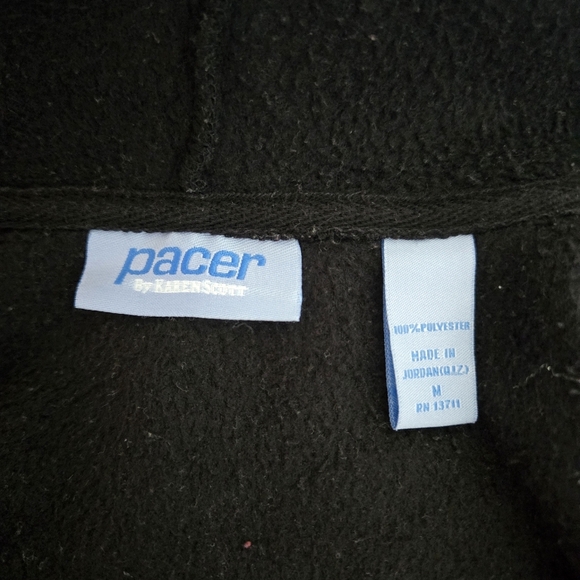 pacer
By KAREN SCOTT
100% POLYESTER
MADE IN
JORDAN(Q.I.Z.)
M
RN 13711